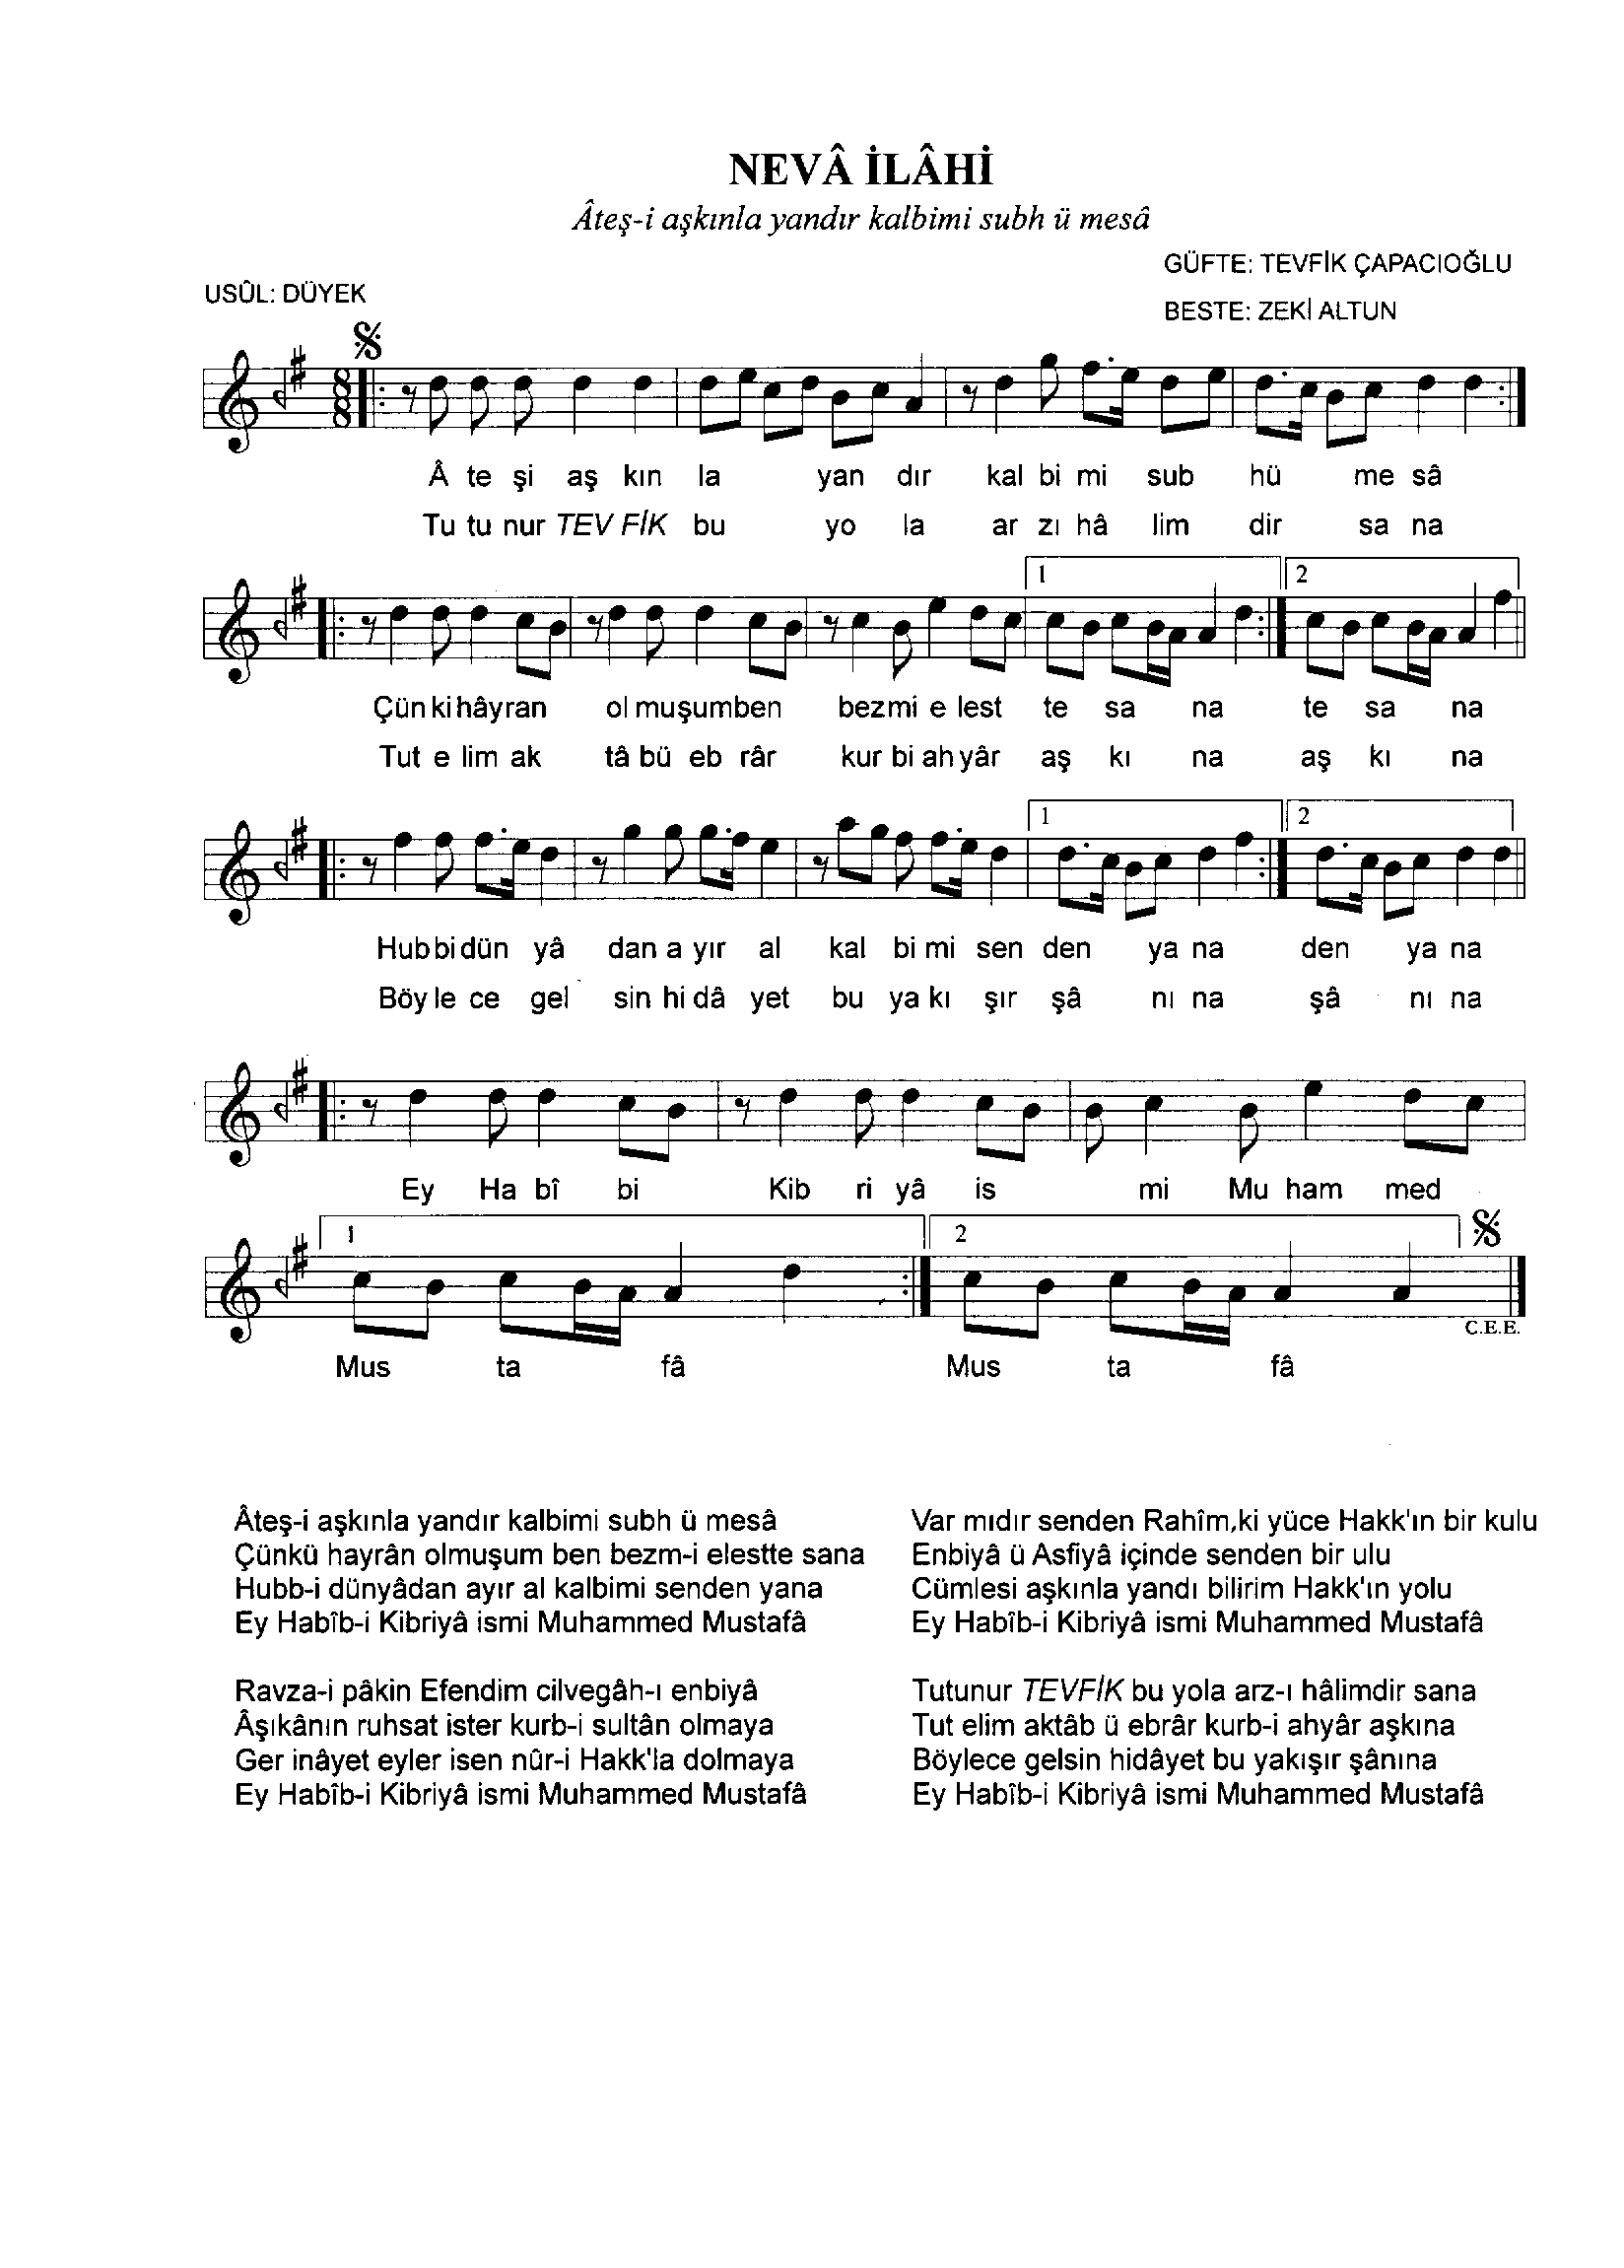 NEVÂ İLÂHİ
Âteş-i aşkınla yandır kalbimi subh ü mesâ
GÜFTE: TEVFİK ÇAPACIOĞLU
USÛL: DÜYEK
BESTE: ZEKİ ALTUN
8
8
Â te şi aş kın la yan dır kal bi mi sub hü me sâ
Tu tu nur TEV FİK bu yo la ar zı hâ lim dir sa na
1 2
Çün ki hây ran ol mu şum ben bez mi e lest te sa na te sa na
Tut e lim ak tâ bü eb râr kur bi ah yâr aş kı na aş kı na
1 2
Hub bi dün yâ dan a yır al kal bi mi sen den ya na den ya na
Böy le ce gel sin hi dâ yet bu ya kı şır şâ nı na şâ nı na
Ey Ha bî bi Kib ri yâ is mi Mu ham med
1 2
C.E.E.
Mus ta fâ Mus ta fâ
Âteş-i aşkınla yandır kalbimi subh ü mesâ
Çünkü hayrân olmuşum ben bezm-i elestte sana
Hubb-i dünyâdan ayır al kalbimi senden yana
Ey Habîb-i Kibriyâ ismi Muhammed Mustafâ
Ravza-i pâkin Efendim cilvegâh-ı enbiyâ
Âşıkânın ruhsat ister kurb-i sultân olmaya
Ger inâyet eyler isen nûr-i Hakk'la dolmaya
Ey Habîb-i Kibriyâ ismi Muhammed Mustafâ
Var mıdır senden Rahîm,ki yüce Hakk'ın bir kulu
Enbiyâ ü Asfiyâ içinde senden bir ulu
Cümlesi aşkınla yandı bilirim Hakk'ın yolu
Ey Habîb-i Kibriyâ ismi Muhammed Mustafâ
Tutunur TEVFİK bu yola arz-ı hâlimdir sana
Tut elim aktâb ü ebrâr kurb-i ahyâr aşkına
Böylece gelsin hidâyet bu yakışır şânına
Ey Habîb-i Kibriyâ ismi Muhammed Mustafâ